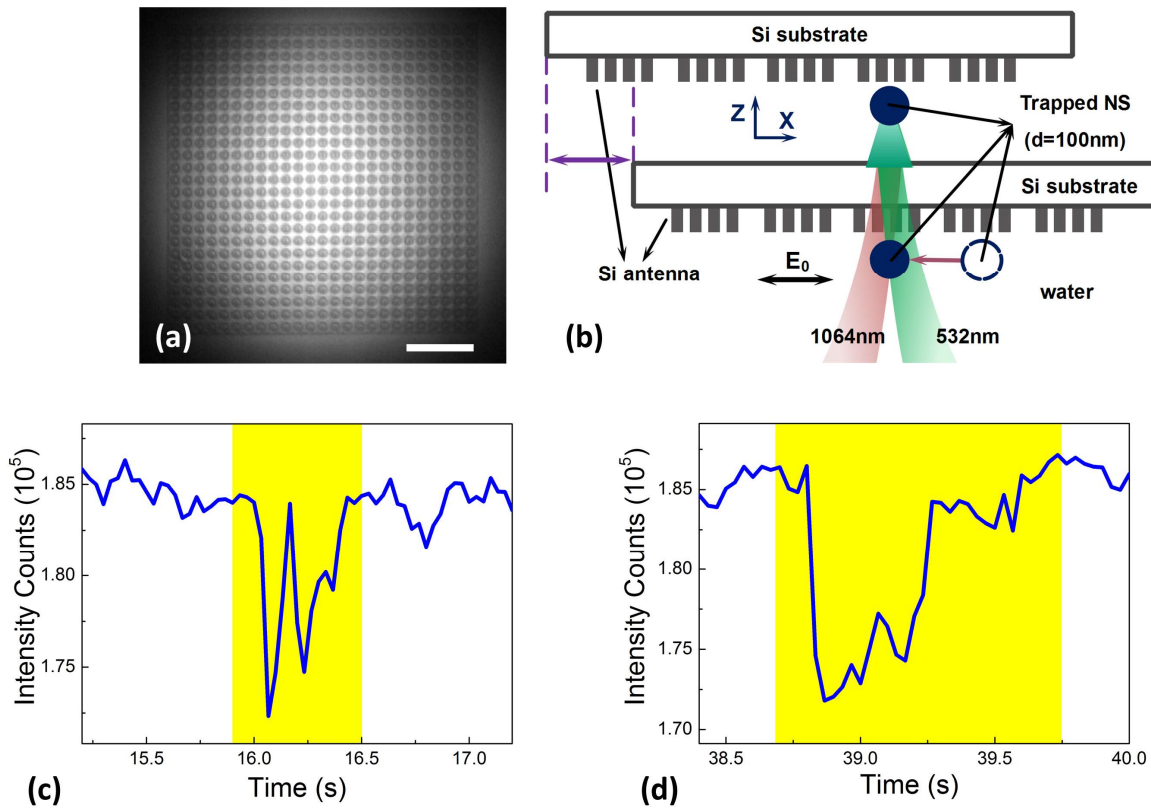 (a)
Si substrate
Z
X
Trapped NS
(d=100nm)
Si substrate
Si antenna
E0
water
(b)
1064nm
532nm
Intensity Counts (10^5)
1.85
1.80
1.75
15.5
16.0
16.5
17.0
Time (s)
(c)
Intensity Counts (10^5)
1.85
1.80
1.75
1.70
38.5
39.0
39.5
40.0
Time (s)
(d)